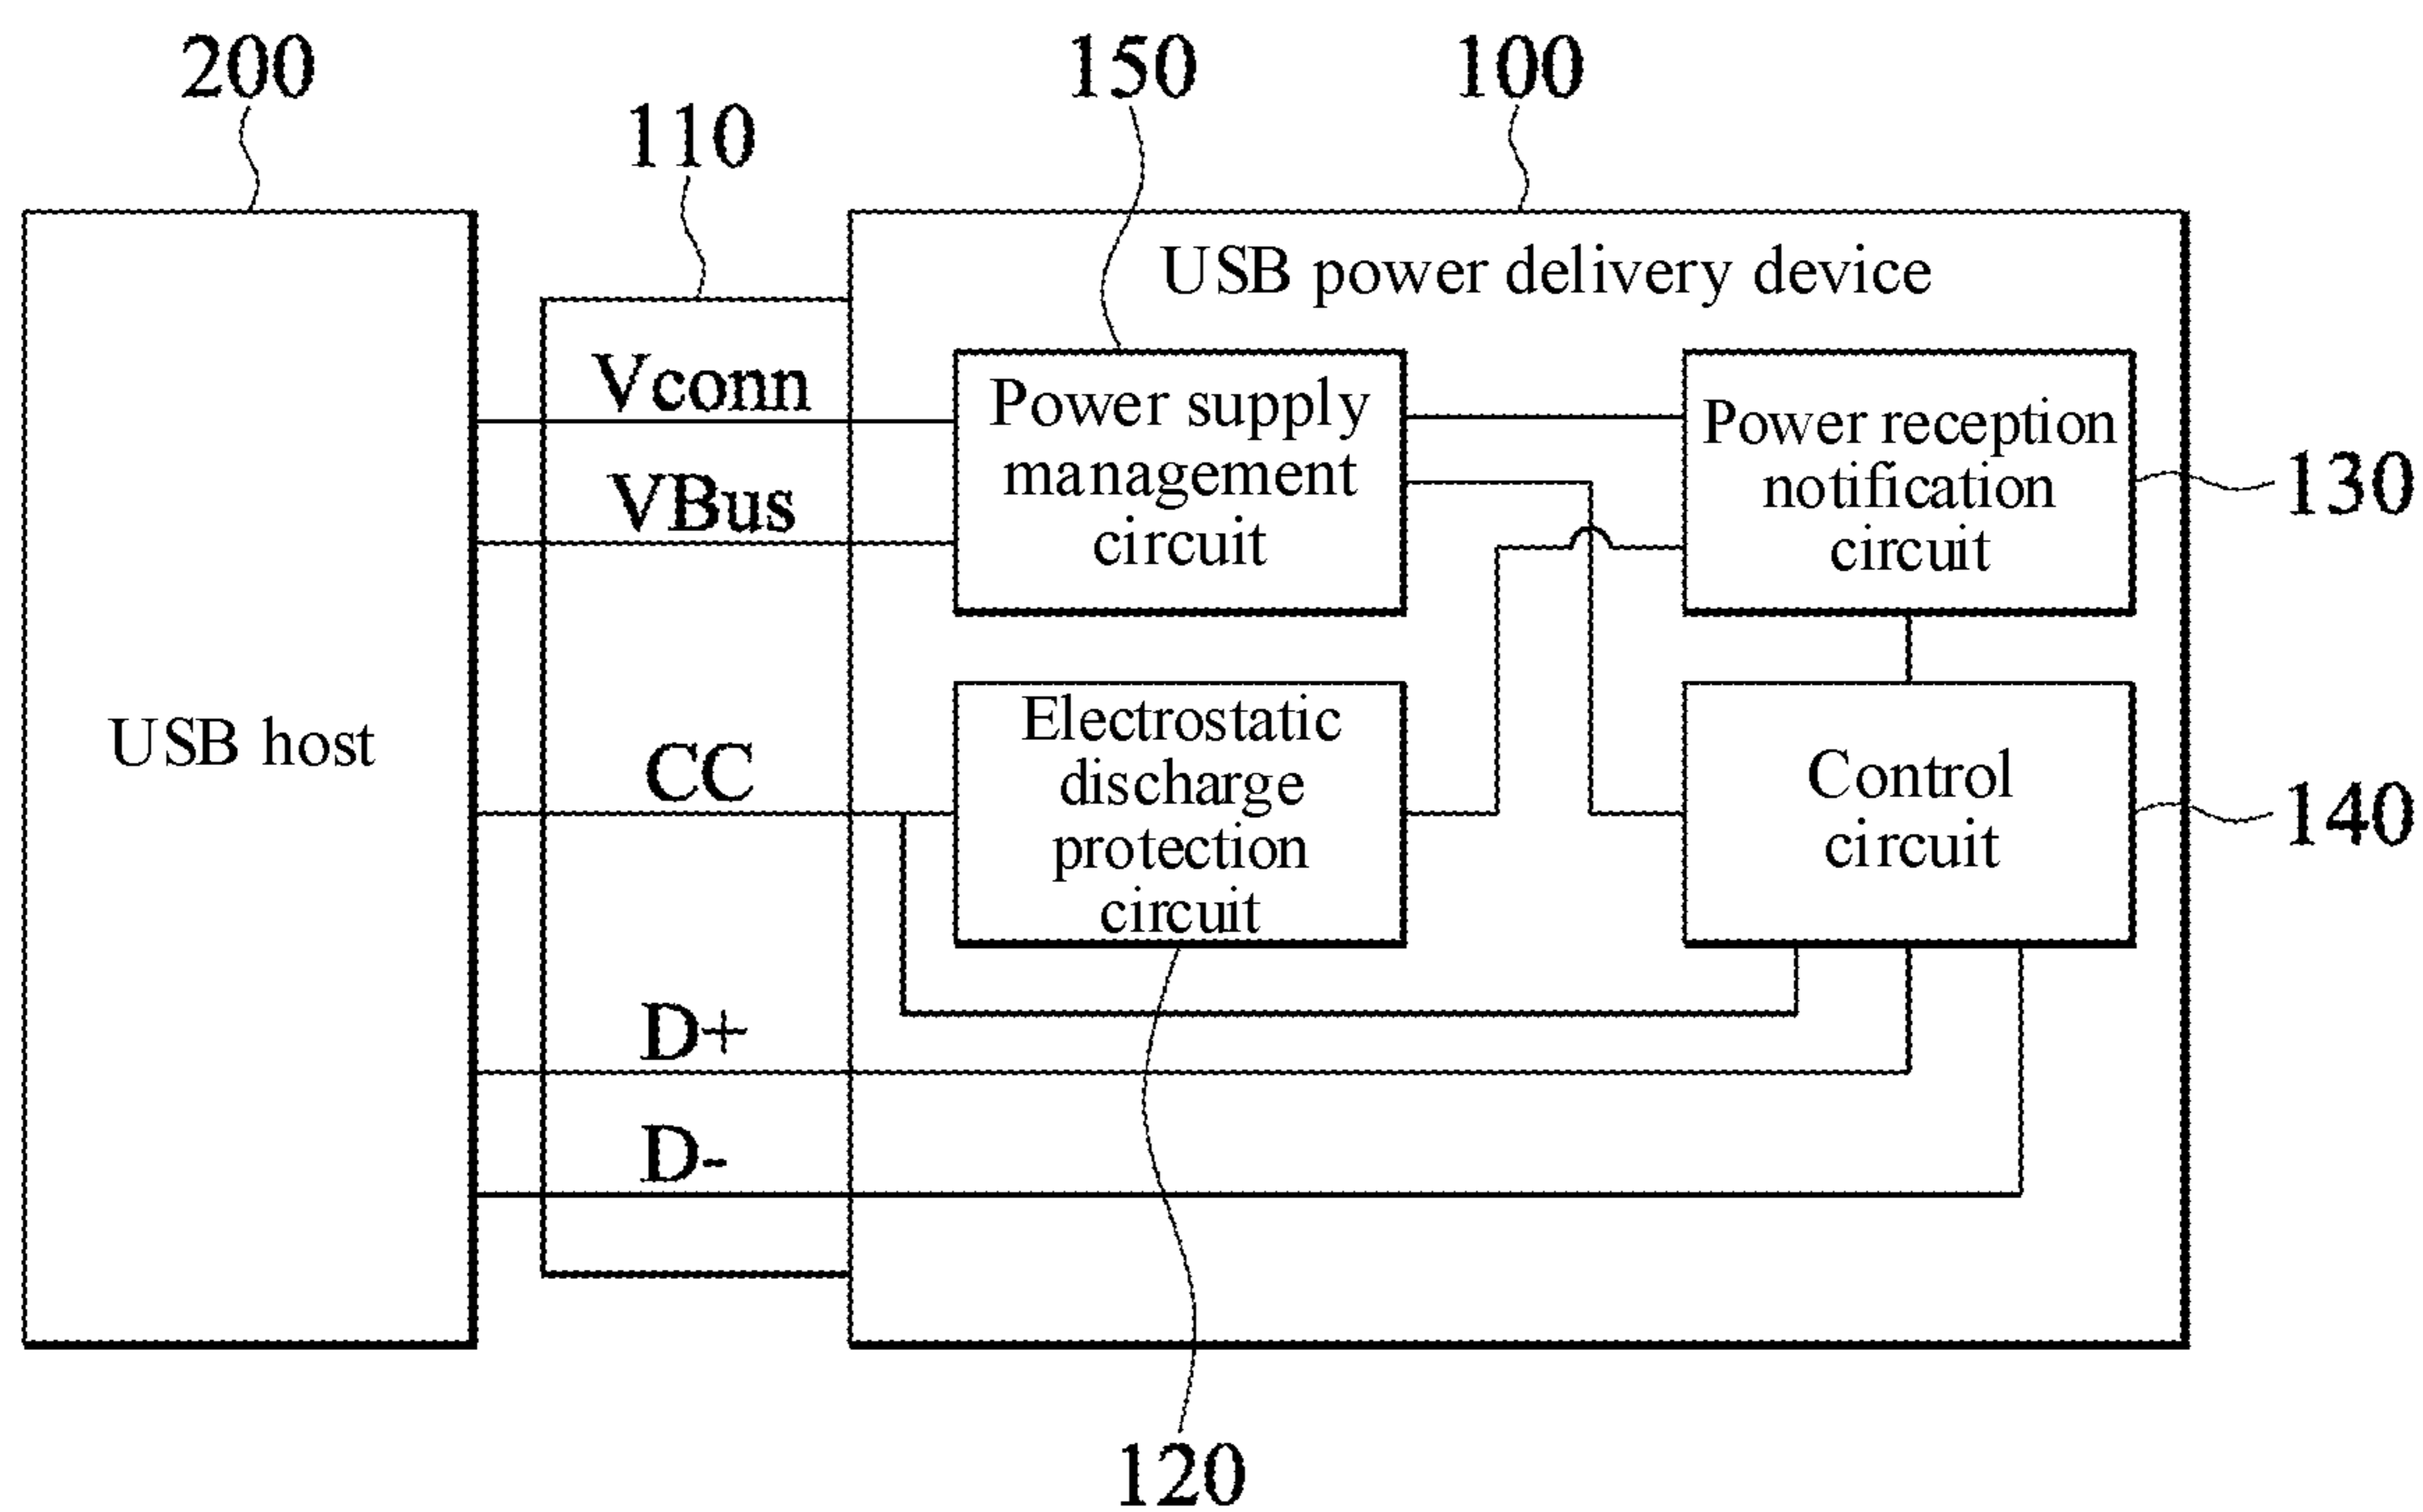 200
150
100
110
USB power delivery device
Vconn
VBus
Power supply
management
circuit
Power reception
notification
circuit
130
USB host
CC
Electrostatic
discharge
protection
circuit
Control
circuit
140
D+
D-
120